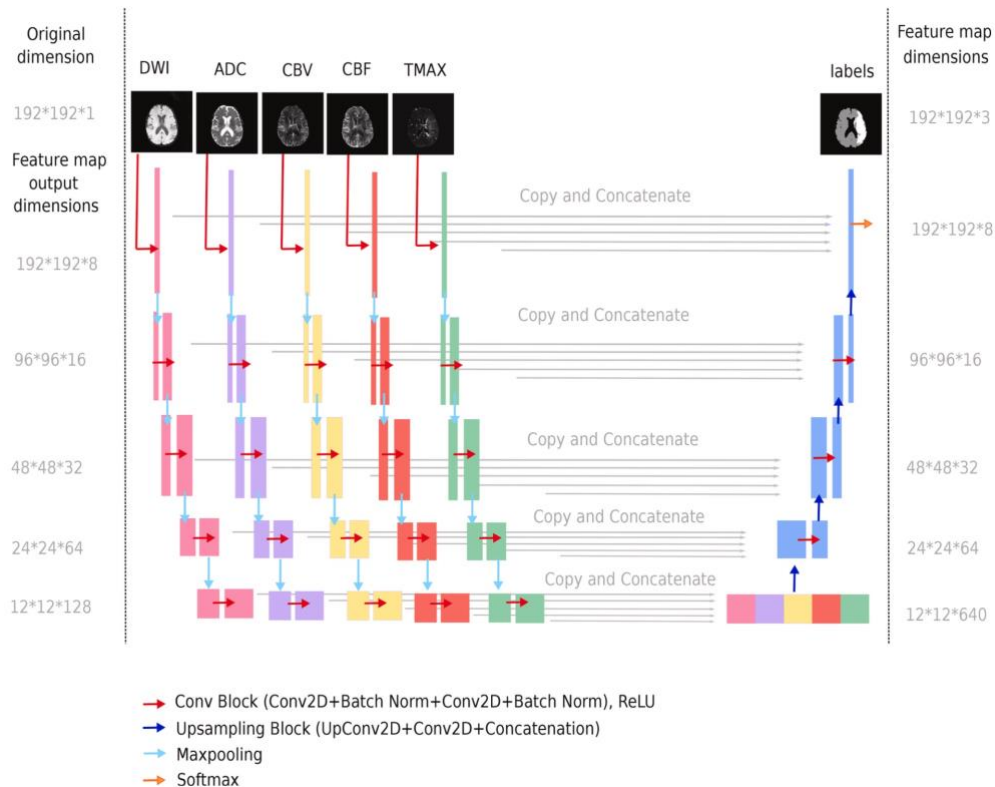 Original
dimension
Feature map
dimensions
DWI
ADC
CBV
CBF
TMAX
labels
192*192*1
192*192*3
Feature map
output
dimensions
Copy and Concatenate
192*192*8
192*192*8
Copy and Concatenate
96*96*16
96*96*16
Copy and Concatenate
48*48*32
48*48*32
Copy and Concatenate
24*24*64
24*24*64
Copy and Concatenate
12*12*128
12*12*640
Conv Block (Conv2D+Batch Norm+Conv2D+Batch Norm), ReLU
Upsampling Block (UpConv2D+Conv2D+Concatenation)
Maxpooling
Softmax